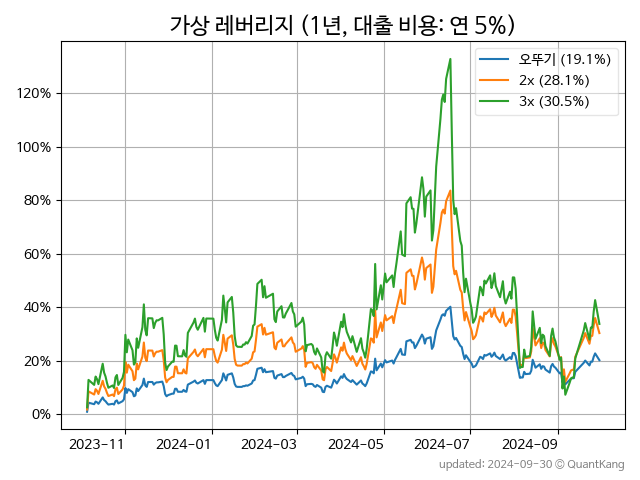 가상 레버리지 (1년, 대출 비용: 연 5%)
오뚜기 (19.1%)
2x (28.1%)
3x (30.5%)
120%
100%
80%
60%
40%
20%
0%
2023-11 2024-01 2024-03 2024-05 2024-07 2024-09
updated: 2024-09-30 © QuantKang